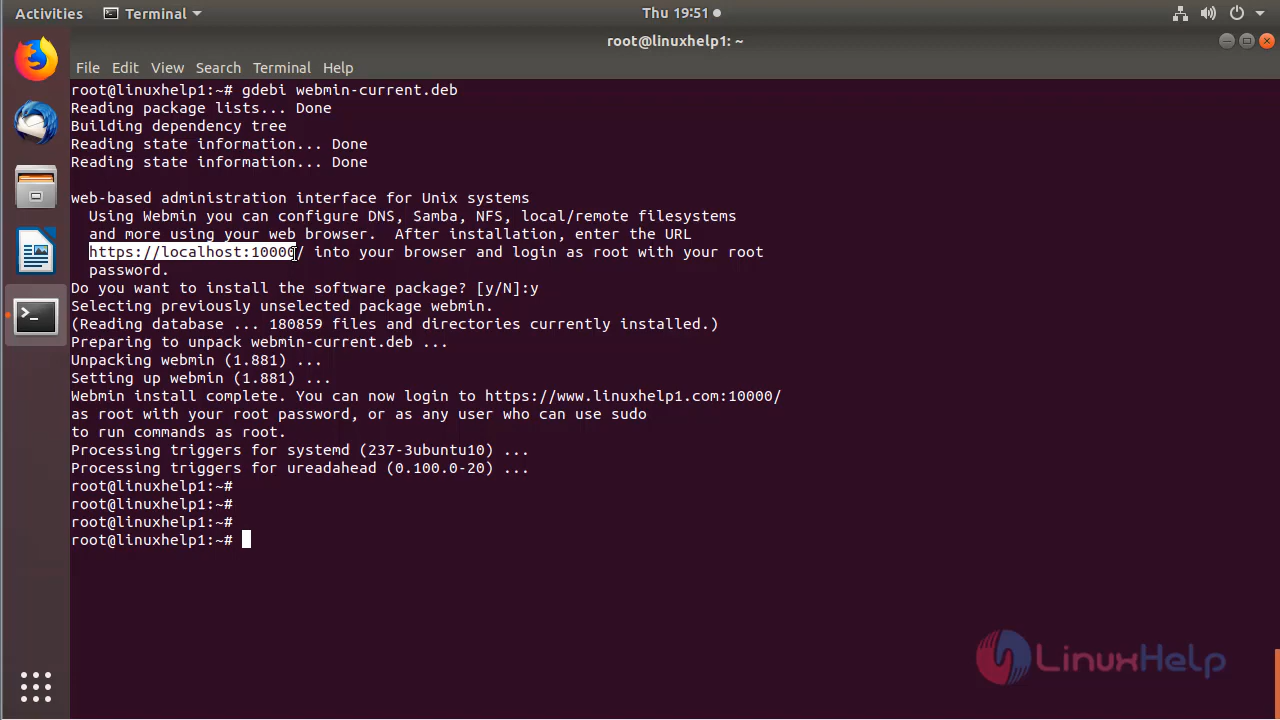 Activities Terminal Thu 19:51
root@linuxhelp1: ~
File Edit View Search Terminal Help
root@linuxhelp1:~# gdebi webmin-current.deb
Reading package lists... Done
Building dependency tree
Reading state information... Done
Reading state information... Done
web-based administration interface for Unix systems
Using Webmin you can configure DNS, Samba, NFS, local/remote filesystems
and more using your web browser.  After installation, enter the URL
https://localhost:10000/ into your browser and login as root with your root
password.
Do you want to install the software package? [y/N]:y
Selecting previously unselected package webmin.
(Reading database ... 180859 files and directories currently installed.)
Preparing to unpack webmin-current.deb ...
Unpacking webmin (1.881) ...
Setting up webmin (1.881) ...
Webmin install complete. You can now login to https://www.linuxhelp1.com:10000/
as root with your root password, or as any user who can use sudo
to run commands as root.
Processing triggers for systemd (237-3ubuntu10) ...
Processing triggers for ureadahead (0.100.0-20) ...
root@linuxhelp1:~#
root@linuxhelp1:~#
root@linuxhelp1:~#
root@linuxhelp1:~#
LinuxHelp